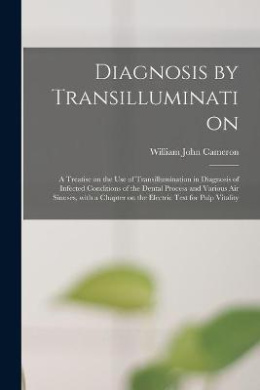 Diagnosis by
Transilluminati
on
William John Cameron
A Treatise on the Use of Transillumination in Diagnosis of
Infected Conditions of the Dental Process and Various Air
Sinuses, with a Chapter on the Electric Test for Pulp Vitality